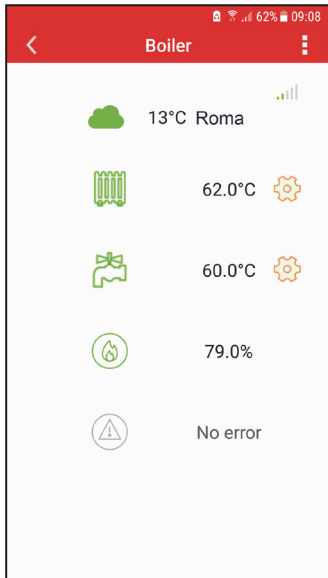 62% 09:08
Boiler
13°C Roma
62.0°C
60.0°C
79.0%
No error